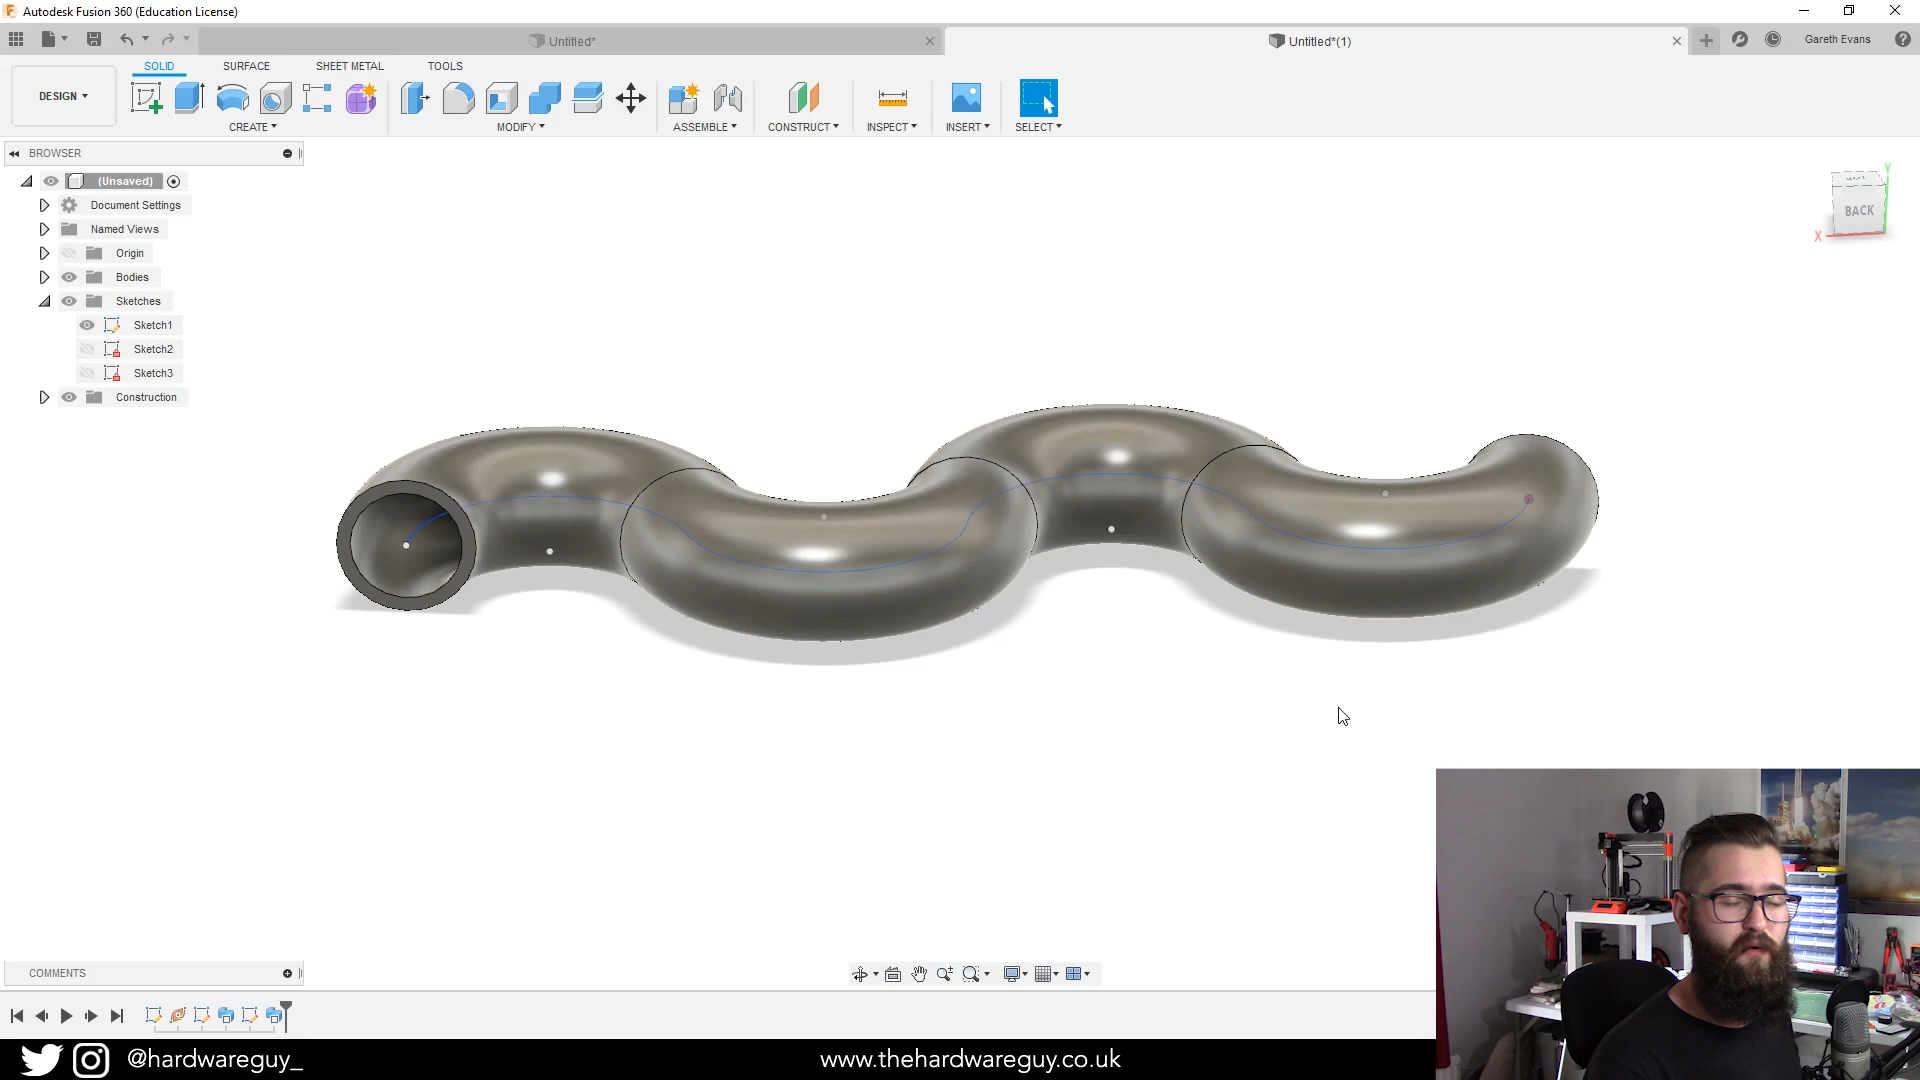 Autodesk Fusion 360 (Education License)
Untitled*
Untitled*(1)
Gareth Evans
SOLID
SURFACE
SHEET METAL
TOOLS
DESIGN
CREATE
MODIFY
ASSEMBLE
CONSTRUCT
INSPECT
INSERT
SELECT
BROWSER
(Unsaved)
Document Settings
Named Views
Origin
Bodies
Sketches
Sketch1
Sketch2
Sketch3
Construction
TOP
BACK
X
Y
COMMENTS
@hardwareguy_
www.thehardwareguy.co.uk